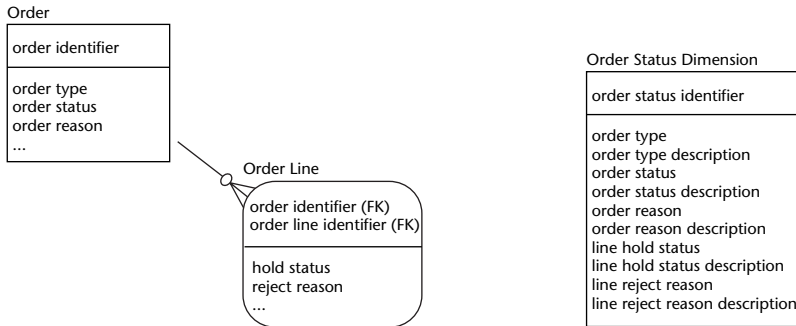 Order
order identifier
order type
order status
order reason
...
Order Line
order identifier (FK)
order line identifier (FK)
hold status
reject reason
...
Order Status Dimension
order status identifier
order type
order type description
order status
order status description
order reason
order reason description
line hold status
line hold status description
line reject reason
line reject reason description